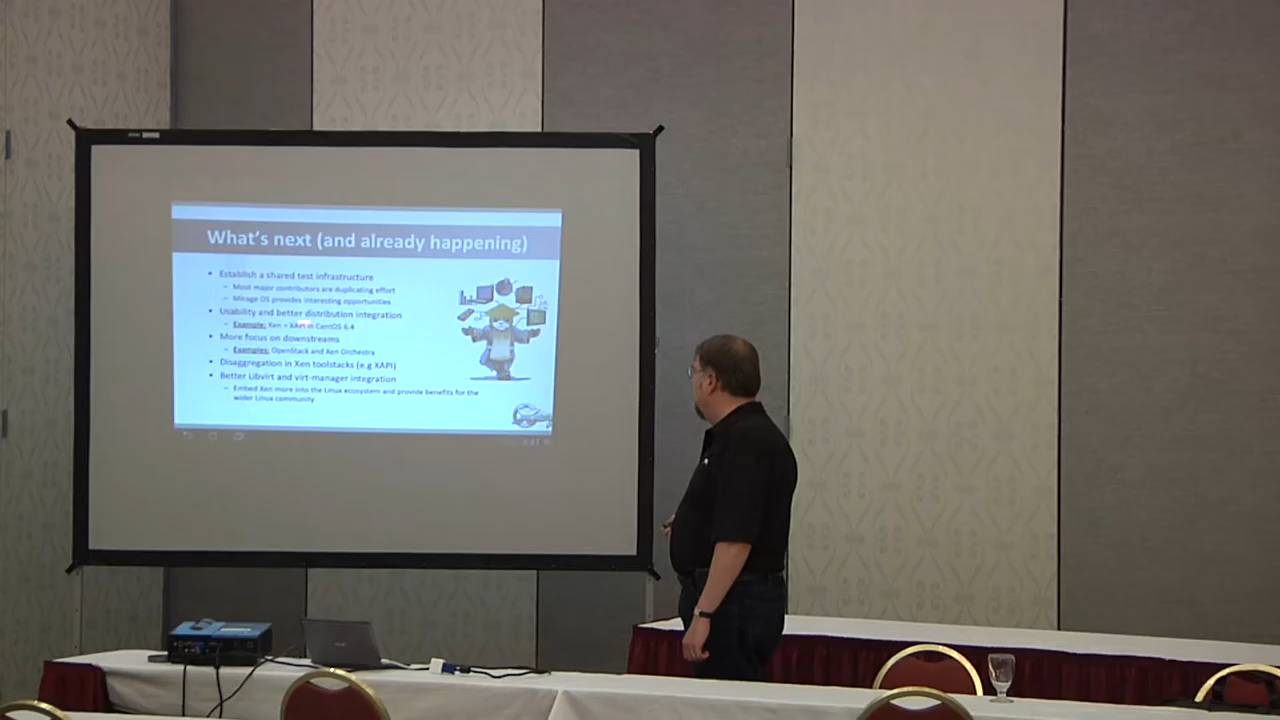 What's next (and already happening)
• Establish a shared test infrastructure
– Most major contributors are duplicating effort
– Mirage OS provides interesting opportunities
• Usability and better distribution integration
– Example: Xen + XAPI in CentOS 6.4
• More focus on downstreams
– Examples: OpenStack and Xen Orchestra
• Disaggregation in Xen toolstacks (e.g XAPI)
• Better Libvirt and virt-manager integration
– Embed Xen more into the Linux ecosystem and provide benefits for the
wider Linux community